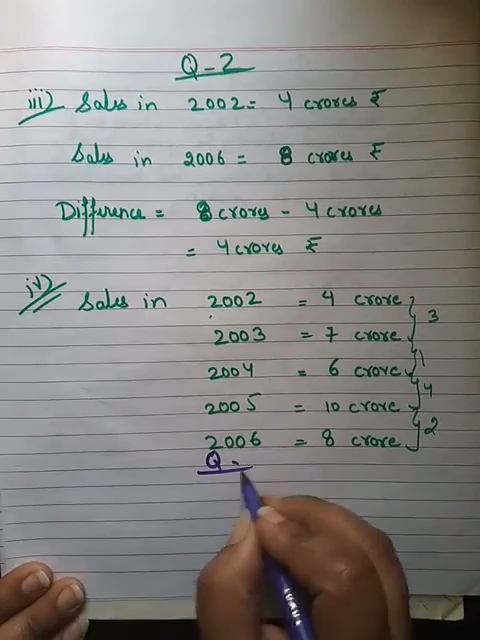 Q-2
iii) Sales in 2002 = 4 crores ₹
Sales in 2006 = 8 crores ₹
Difference = 8 crores - 4 crores
= 4 crores ₹
iv) Sales in 2002 = 4 crore
3
2003 = 7 crore
1
2004 = 6 crore
4
2005 = 10 crore
2
2006 = 8 crore
Q -